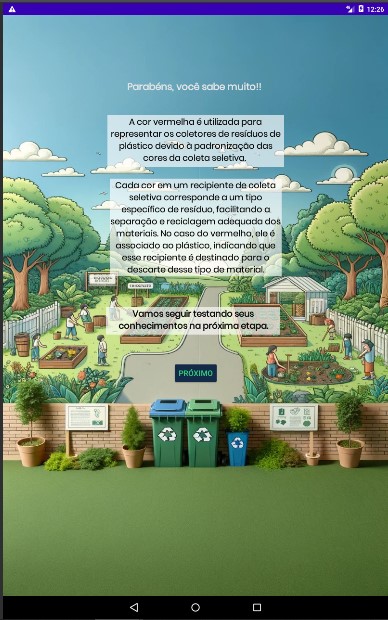 12:26
Parabéns, você sabe muito!!
A cor vermelha é utilizada para
representar os coletores de resíduos de
plástico devido à padronização das
cores da coleta seletiva.
Cada cor em um recipiente de coleta
seletiva corresponde a um tipo
específico de resíduo, facilitando a
separação e reciclagem adequada dos
materiais. No caso do vermelho, ele é
associado ao plástico, indicando que
esse recipiente é destinado para o
descarte desse tipo de material.
Vamos seguir testando seus
conhecimentos na próxima etapa.
PRÓXIMO